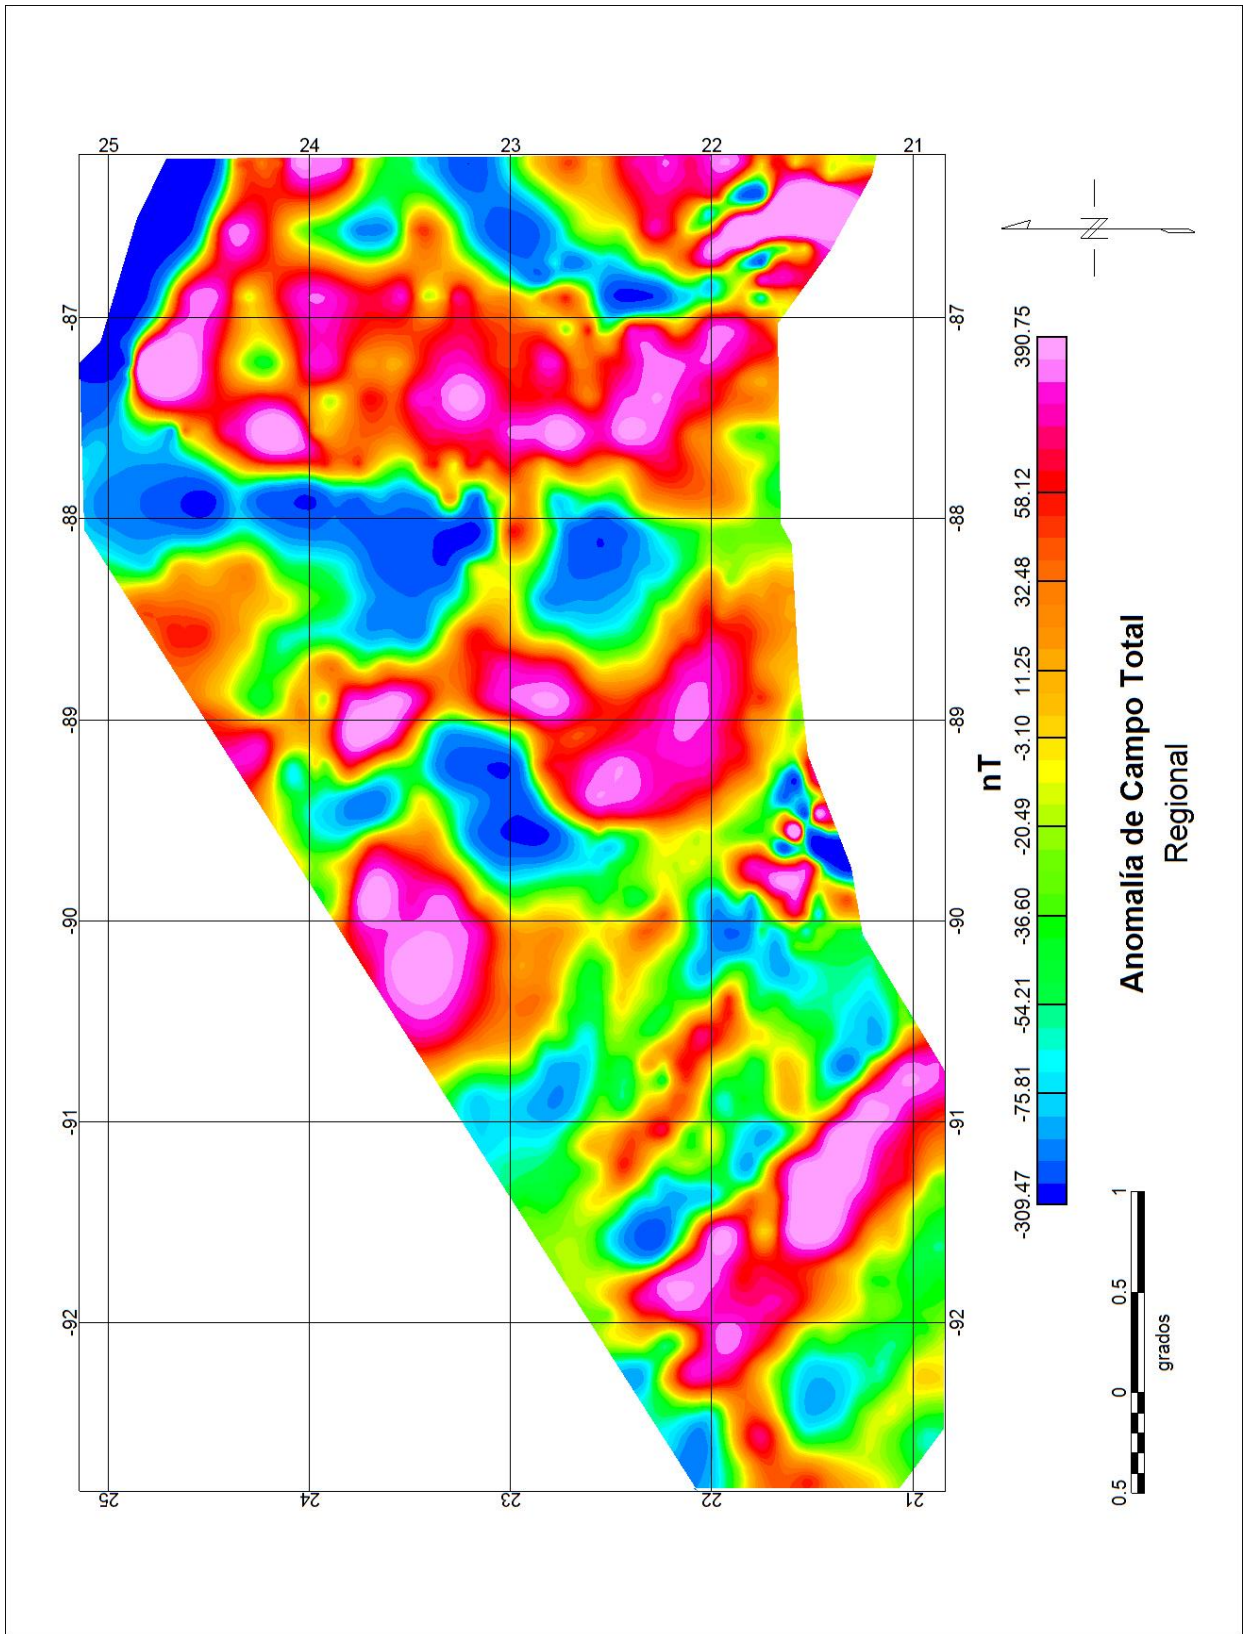 25 24 23 22 21
-87 -87
-88 -88
-89 -89
-90 -90
-91 -91
-92 -92
25 24 23 22 21
N
390.75
58.12
32.48
11.25
-3.10
-20.49
-36.60
-54.21
-75.81
-309.47
nT
Anomalía de Campo Total
Regional
0.5 0 0.5 1
grados